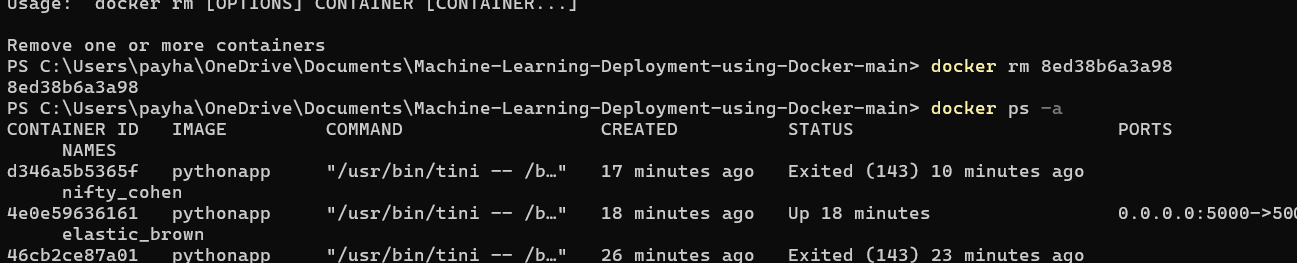 Usage:  docker rm [OPTIONS] CONTAINER [CONTAINER...]
Remove one or more containers
PS C:\Users\payha\OneDrive\Documents\Machine-Learning-Deployment-using-Docker-main> docker rm 8ed38b6a3a98
8ed38b6a3a98
PS C:\Users\payha\OneDrive\Documents\Machine-Learning-Deployment-using-Docker-main> docker ps -a
CONTAINER ID   IMAGE          COMMAND                   CREATED          STATUS                        PORTS
NAMES
d346a5b5365f   pythonapp      "/usr/bin/tini -- /b…"   17 minutes ago   Exited (143) 10 minutes ago
nifty_cohen
4e0e59636161   pythonapp      "/usr/bin/tini -- /b…"   18 minutes ago   Up 18 minutes                 0.0.0.0:5000->500
elastic_brown
46cb2ce87a01   pythonapp      "/usr/bin/tini -- /b…"   26 minutes ago   Exited (143) 23 minutes ago